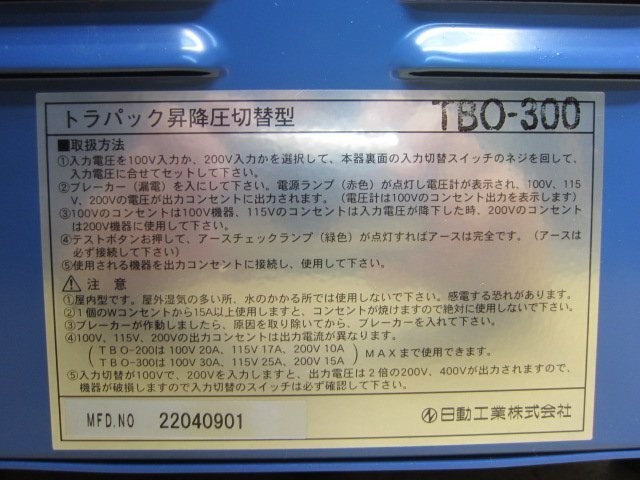 トラパック昇降圧切替型 TBO-300
■取扱方法
①入力電圧を100V入力か、200V入力かを選択して、本器裏面の入力切替スイッチのネジを回して、
入力電圧に合せてセットして下さい。
②ブレーカー（漏電）を入にして下さい。電源ランプ（赤色）が点灯し電圧計が表示され、100V、115
V、200Vの電圧が出力コンセントに出力されます。（電圧計は100Vのコンセント出力を表示します）
③100Vのコンセントは100V機器、115Vのコンセントは入力電圧が降下した時、200Vのコンセント
は200V機器に使用して下さい。
④テストボタンお押して、アースチェックランプ（緑色）が点灯すればアースは完全です。（アースは
必ず接続して下さい）
⑤使用される機器を出力コンセントに接続し、使用して下さい。
⚠ 注 意
①屋内型です。屋外湿気の多い所、水のかかる所では使用しないで下さい。感電する恐れがあります。
②１個のWコンセントから15A以上使用しますと、コンセントが焼けますので絶対に使用しないで下さい。
③ブレーカーが作動しましたら、原因を取り除いてから、ブレーカーを入れて下さい。
④100V、115V、200Vの出力コンセントは出力電流が異なります。
（TBO-200は 100V 20A、115V 17A、200V 10A）
（TBO-300は 100V 30A、115V 25A、200V 15A） MAXまで使用できます。
⑤入力切替が100Vで、200Vを入力しますと、出力電圧は２倍の200V、400Vが出力されますので、
機器が破損しますので入力切替のスイッチは必ず確認して下さい。
MFD.NO 22040901 日動工業株式会社